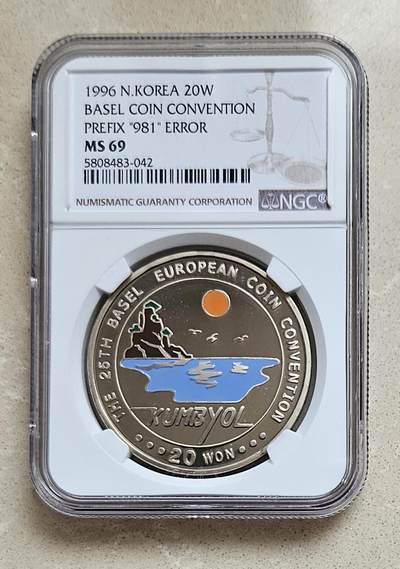 1996 N.KOREA 20W
BASEL COIN CONVENTION
PREFIX "981" ERROR
MS 69
5808483-042
NUMISMATIC GUARANTY CORPORATION
NGC®
THE 25TH BASEL EUROPEAN COIN CONVENTION
KUMGYOL
20 WON